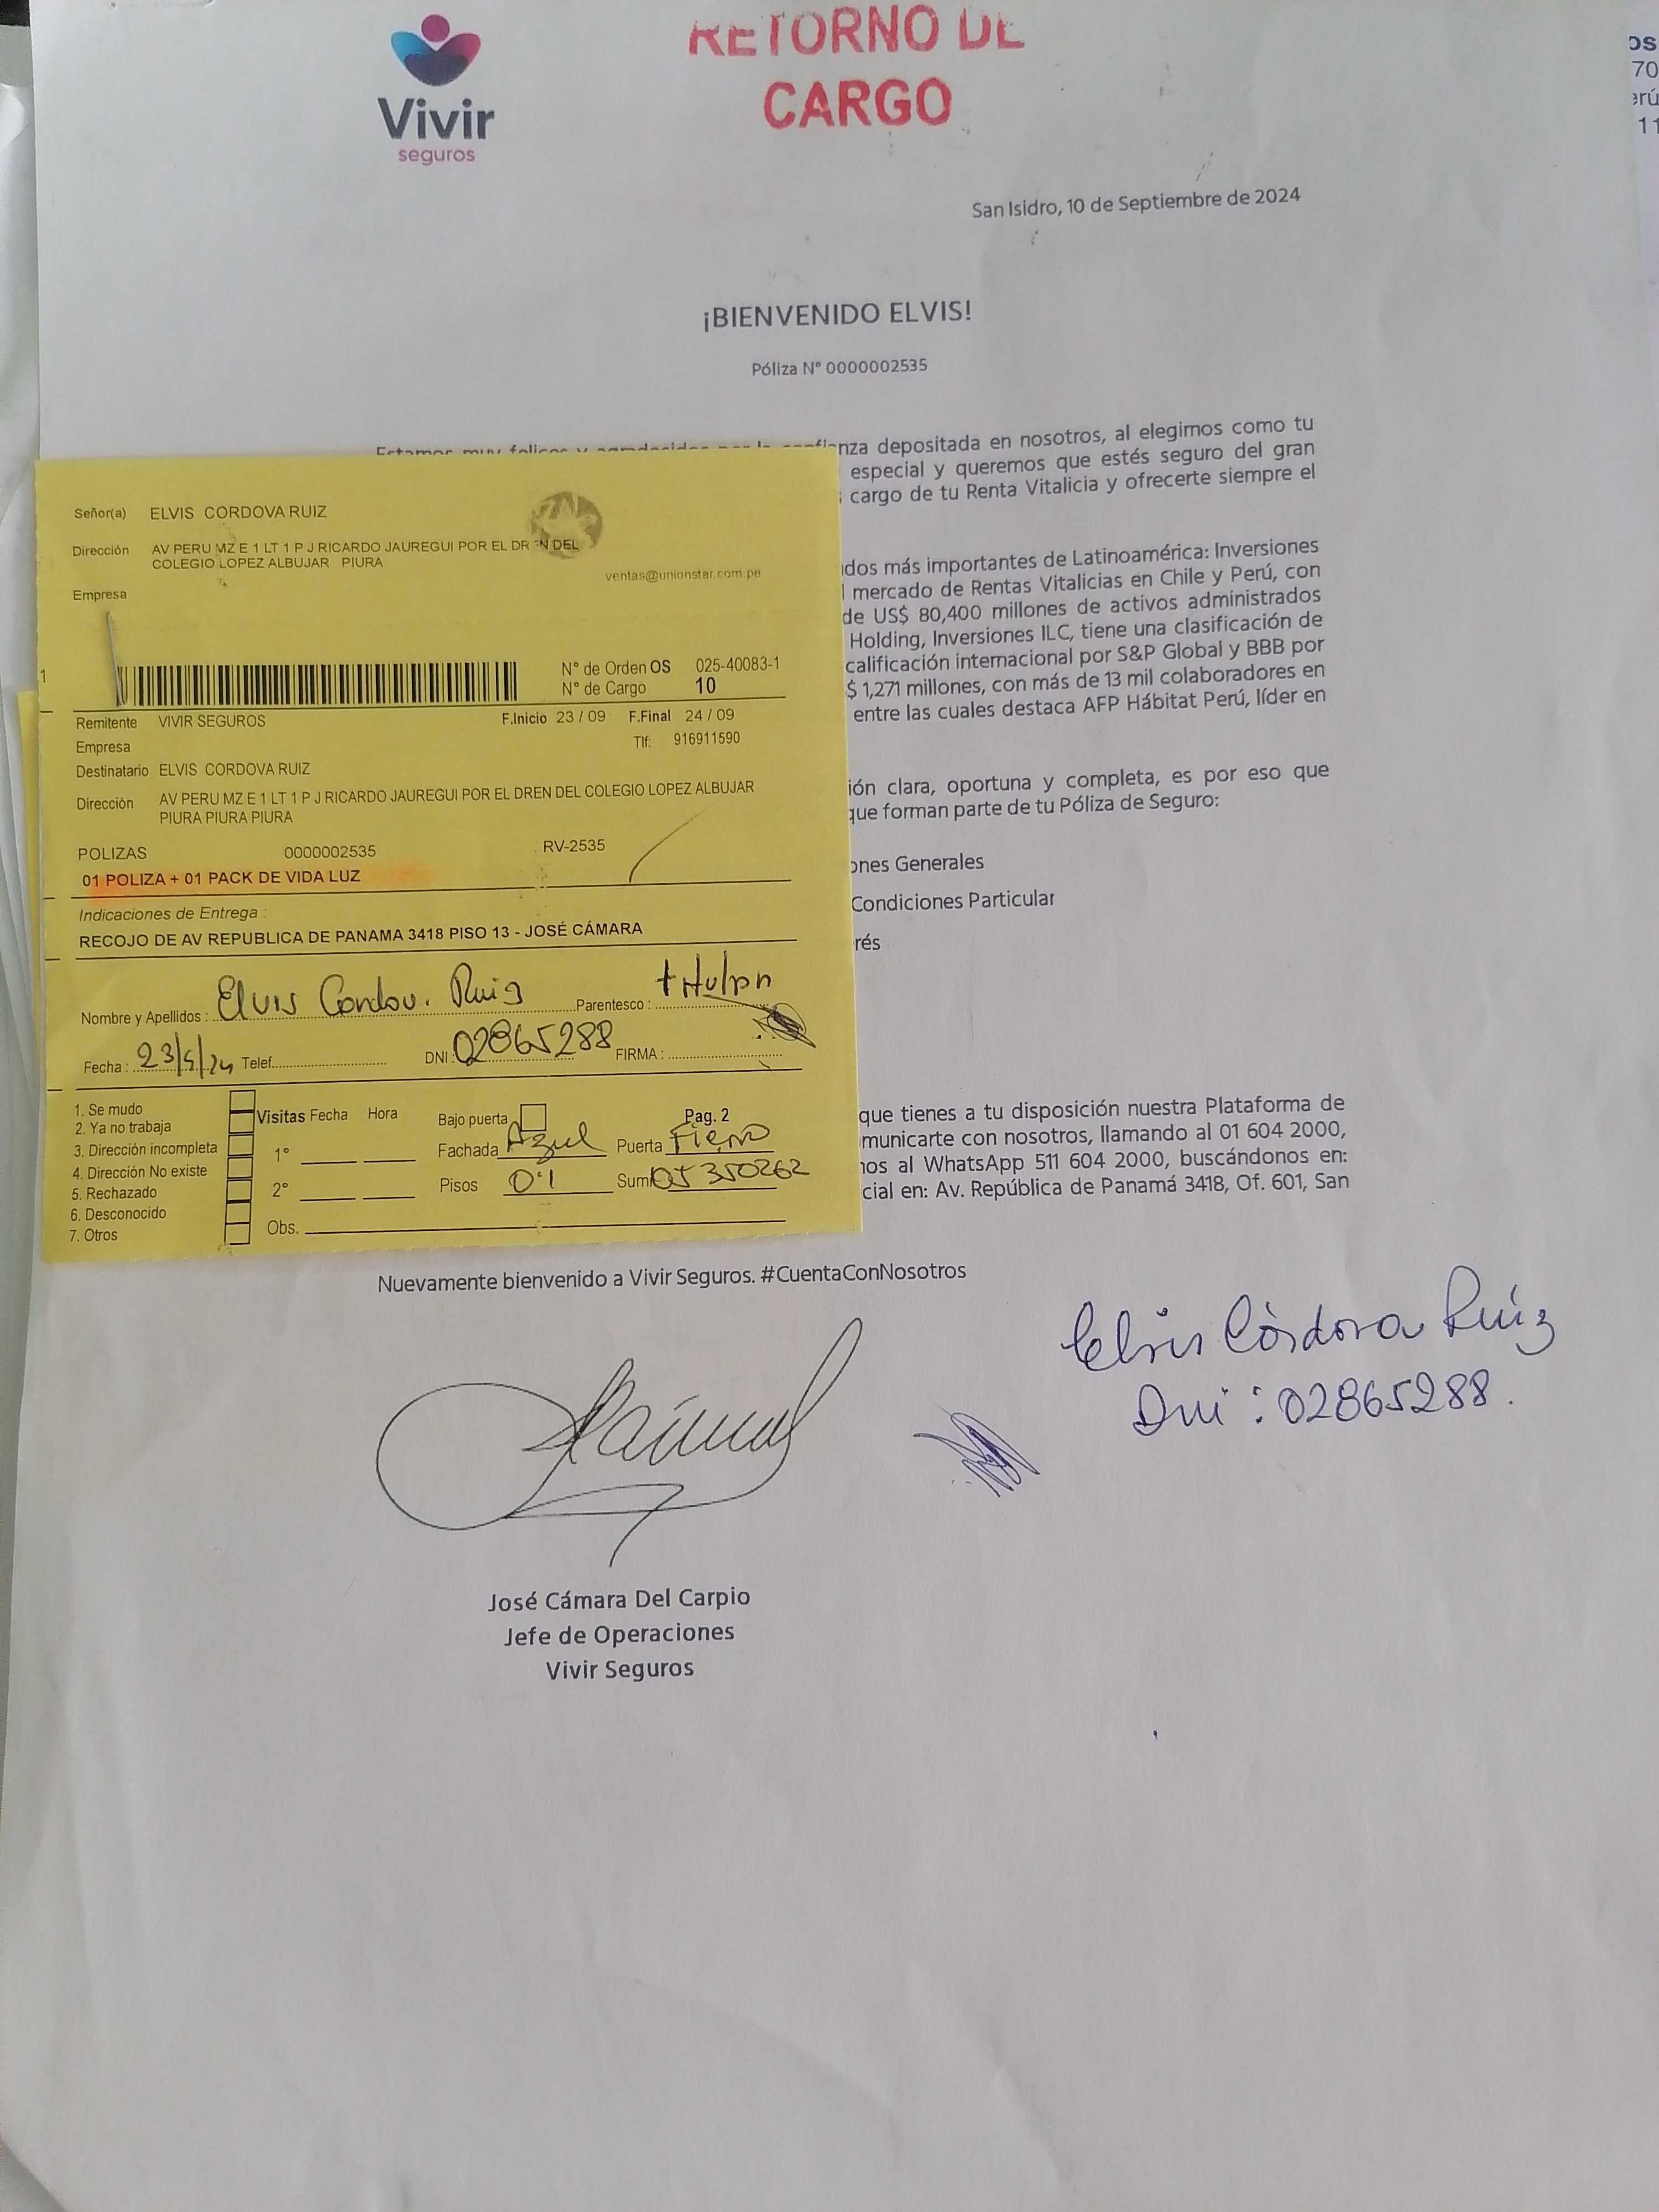 RETORNO DE
CARGO
Vivir
seguros
os
70
erú
11
San Isidro, 10 de Septiembre de 2024
¡BIENVENIDO ELVIS!
Póliza N° 0000002535
depositada en nosotros, al elegirnos como tu
especial y queremos que estés seguro del gran
cargo de tu Renta Vitalicia y ofrecerte siempre el
más importantes de Latinoamérica: Inversiones
mercado de Rentas Vitalicias en Chile y Perú, con
de US$ 80,400 millones de activos administrados
Holding, Inversiones ILC, tiene una clasificación de
calificación internacional por S&P Global y BBB por
$ 1,271 millones, con más de 13 mil colaboradores en
entre las cuales destaca AFP Hábitat Perú, líder en
ión clara, oportuna y completa, es por eso que
que forman parte de tu Póliza de Seguro:
ones Generales
Condiciones Particular
rés
que tienes a tu disposición nuestra Plataforma de
municarte con nosotros, llamando al 01 604 2000,
nos al WhatsApp 511 604 2000, buscándonos en:
cial en: Av. República de Panamá 3418, Of. 601, San
Señor(a) ELVIS CORDOVA RUIZ
Dirección AV PERU MZ E 1 LT 1 P J RICARDO JAUREGUI POR EL DREN DEL
COLEGIO LOPEZ ALBUJAR PIURA
ventas@unionstar.com.pe
Empresa
1
N° de Orden OS 025-40083-1
N° de Cargo 10
Remitente VIVIR SEGUROS F.Inicio 23 / 09 F.Final 24 / 09
Empresa Tlf: 916911590
Destinatario ELVIS CORDOVA RUIZ
Dirección AV PERU MZ E 1 LT 1 P J RICARDO JAUREGUI POR EL DREN DEL COLEGIO LOPEZ ALBUJAR
PIURA PIURA PIURA
POLIZAS 0000002535 RV-2535
01 POLIZA + 01 PACK DE VIDA LUZ
Indicaciones de Entrega :
RECOJO DE AV REPUBLICA DE PANAMA 3418 PISO 13 - JOSÉ CÁMARA
Nombre y Apellidos : Elvis Cordov. Ruiz Parentesco :
Fecha : 23/9/24 Telef. DNI: 02865288 FIRMA :
1. Se mudo
2. Ya no trabaja
3. Dirección incompleta
4. Dirección No existe
5. Rechazado
6. Desconocido
7. Otros
Visitas Fecha Hora
1°
2°
Bajo puerta Pag. 2
Fachada Azul Puerta Fierro
Pisos 01 Sum 05350262
Obs.
Nuevamente bienvenido a Vivir Seguros. #CuentaConNosotros
Elvis Còrdova Ruíz
Dni : 02865288.
José Cámara Del Carpio
Jefe de Operaciones
Vivir Seguros